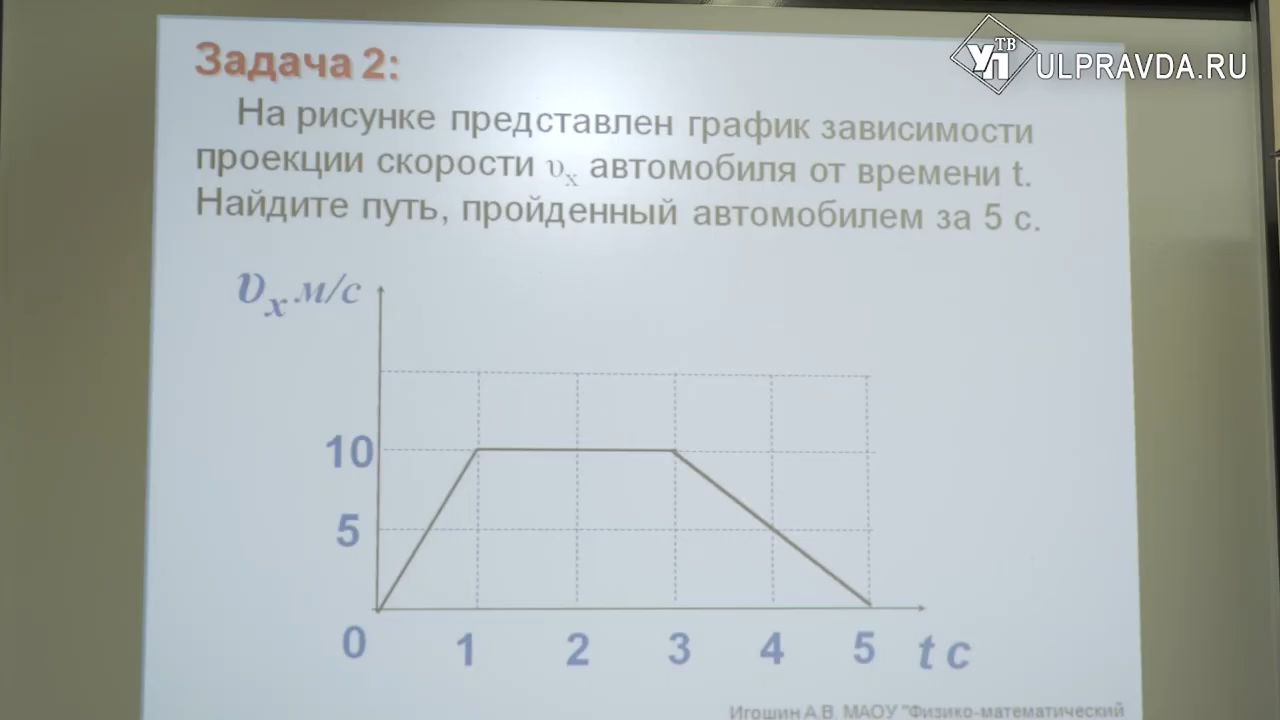 УП ТВ ULPRAVDA.RU
Задача 2:
На рисунке представлен график зависимости
проекции скорости υx автомобиля от времени t.
Найдите путь, пройденный автомобилем за 5 с.
υx м/с
10
5
0 1 2 3 4 5 t c
Игошин А.В. МАОУ "Физико-математический